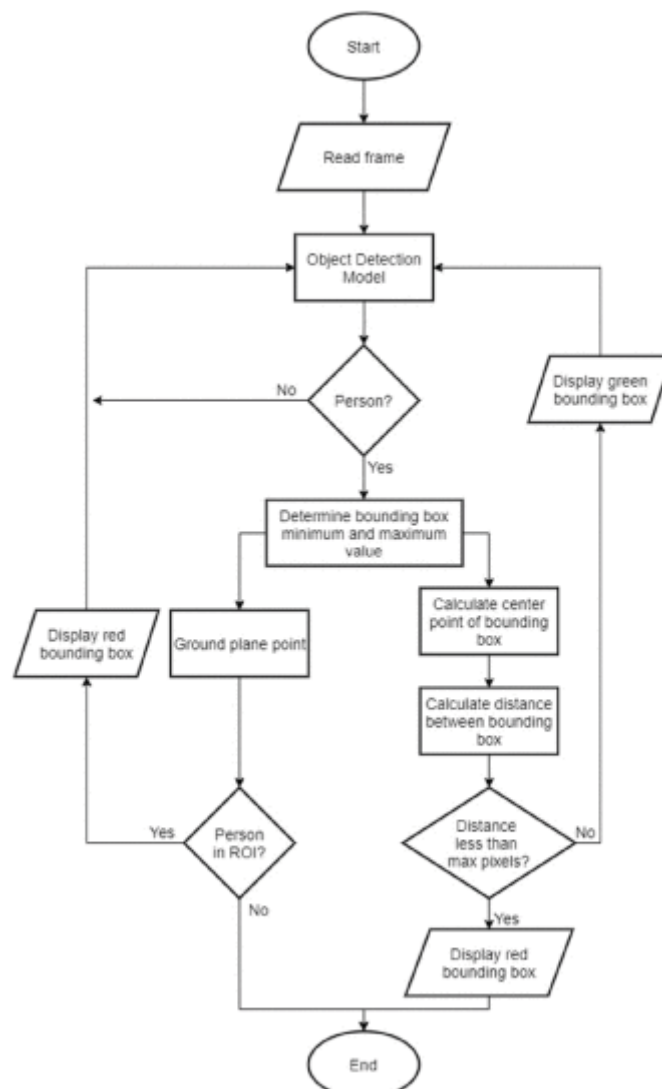 Start
Read frame
Object Detection
Model
No
Person?
Display green
bounding box
Yes
Determine bounding box
minimum and maximum
value
Display red
bounding box
Ground plane point
Calculate center
point of bounding
box
Calculate distance
between bounding
box
Yes
Person
in ROI?
No
Distance
less than
max pixels?
No
Yes
Display red
bounding box
End